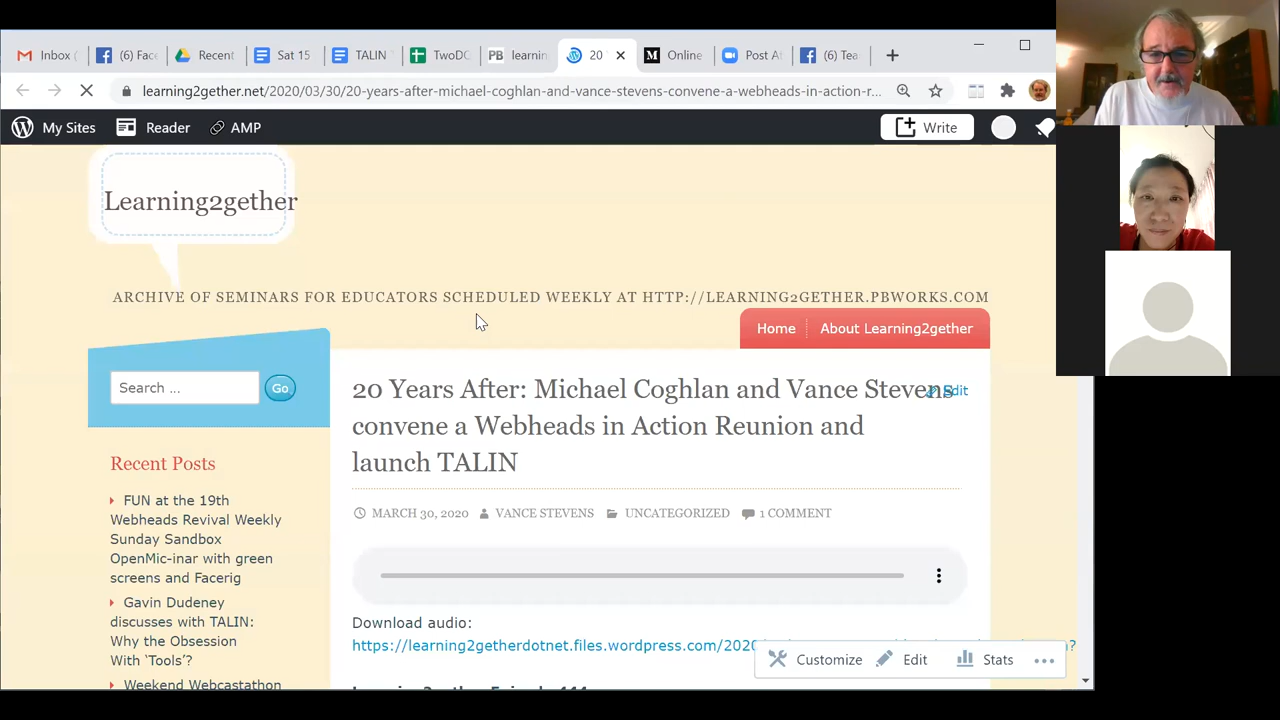 Inbox (
(6) Fac
Recent
Sat 15
TALIN
TwoDC
PB learnin
20
Online
Post A
(6) Tea
learning2gether.net/2020/03/30/20-years-after-michael-coghlan-and-vance-stevens-convene-a-webheads-in-action-r...
My Sites
Reader
AMP
Write
Learning2gether
ARCHIVE OF SEMINARS FOR EDUCATORS SCHEDULED WEEKLY AT HTTP://LEARNING2GETHER.PBWORKS.COM
Home
About Learning2gether
Search ...
Go
20 Years After: Michael Coghlan and Vance Stevens
Edit
convene a Webheads in Action Reunion and
launch TALIN
MARCH 30, 2020
VANCE STEVENS
UNCATEGORIZED
1 COMMENT
Recent Posts
FUN at the 19th
Webheads Revival Weekly
Sunday Sandbox
OpenMic-inar with green
screens and Facerig
Gavin Dudeney
discusses with TALIN:
Why the Obsession
With ‘Tools’?
Weekend Webcastathon
Download audio:
https://learning2getherdotnet.files.wordpress.com/2020
Customize
Edit
Stats